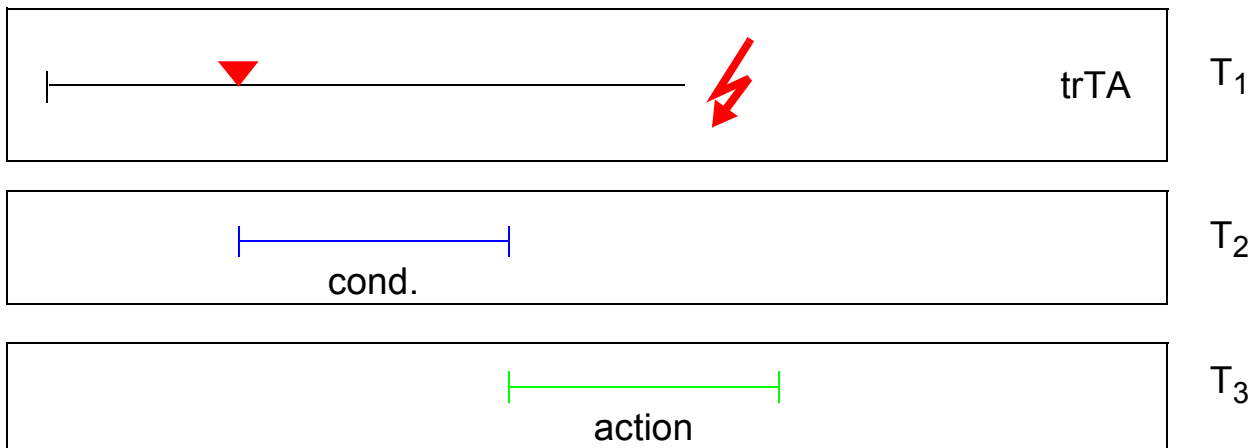 trTA T₁
T₂
cond.
T₃
action